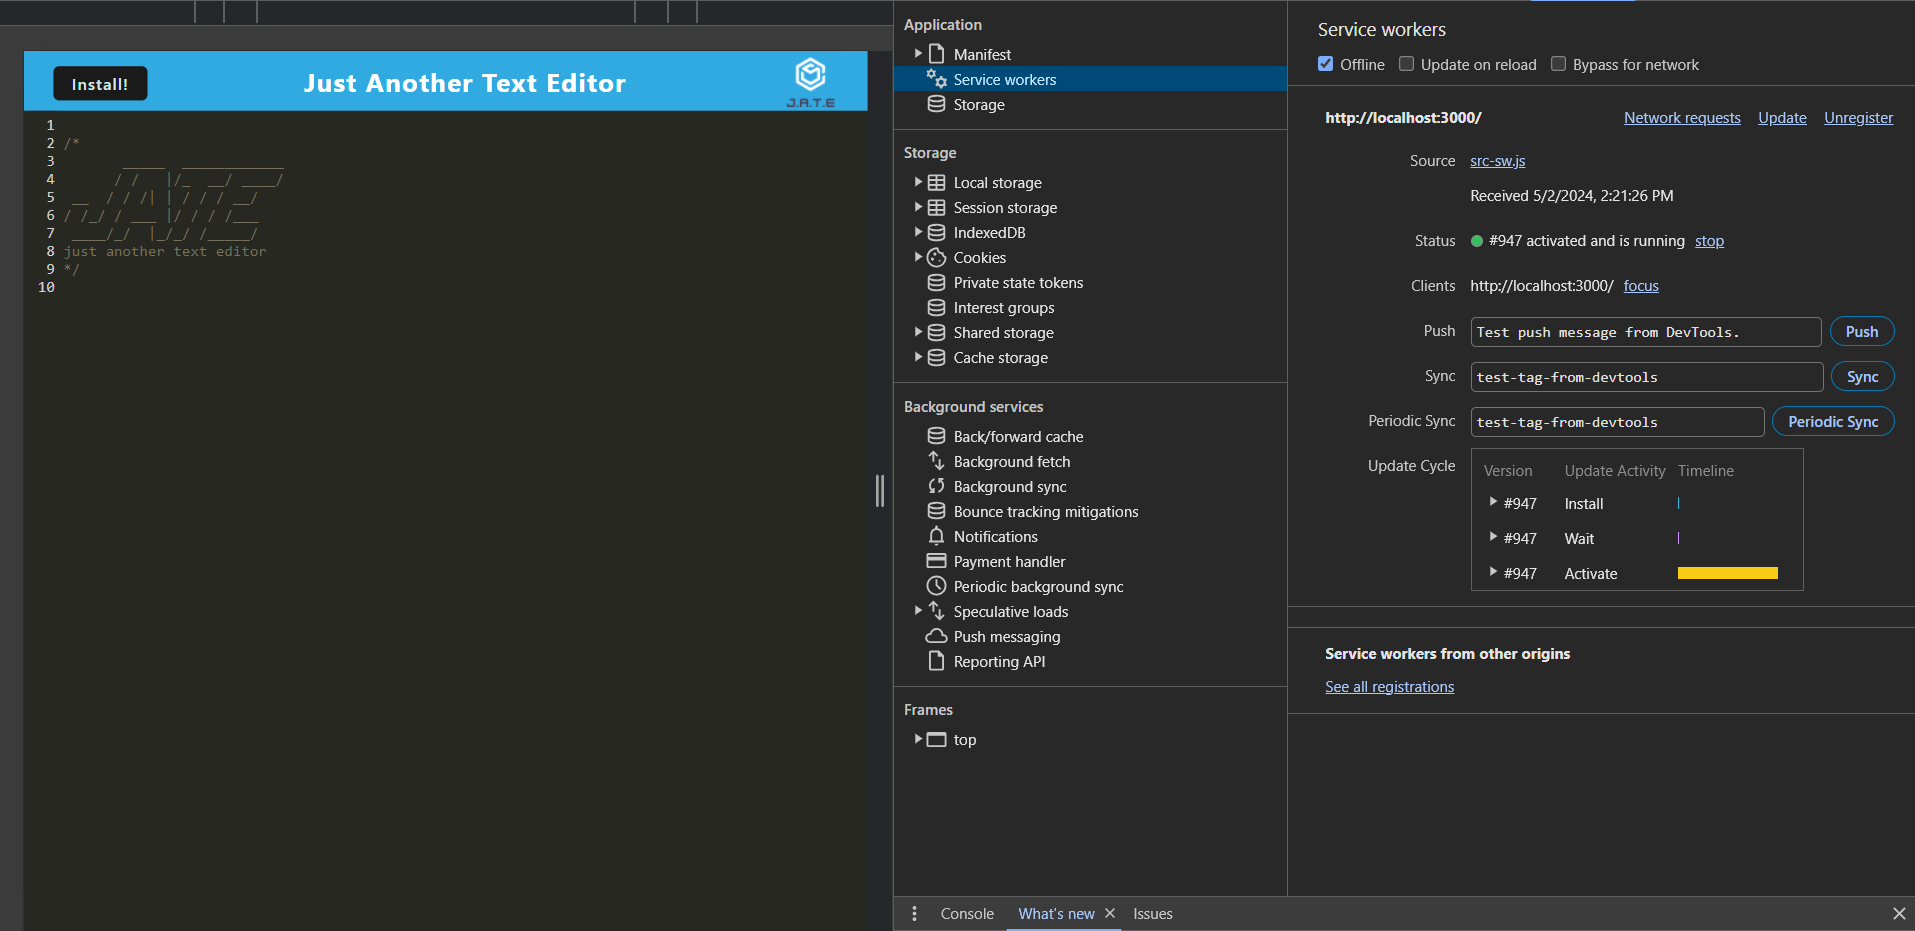 Install!
Just Another Text Editor
J.A.T.E
1
2 /*
3         _____  ____________
4       / /   |/_  __/ ____/
5  __  / / /| | / / / __/
6 / /_/ / ___ |/ / / /___
7  ____/_/  |_/_/ /_____/
8 just another text editor
9 */
10
Application
Manifest
Service workers
Storage
Storage
Local storage
Session storage
IndexedDB
Cookies
Private state tokens
Interest groups
Shared storage
Cache storage
Background services
Back/forward cache
Background fetch
Background sync
Bounce tracking mitigations
Notifications
Payment handler
Periodic background sync
Speculative loads
Push messaging
Reporting API
Frames
top
Service workers
Offline Update on reload Bypass for network
http://localhost:3000/ Network requests Update Unregister
Source src-sw.js
Received 5/2/2024, 2:21:26 PM
Status #947 activated and is running stop
Clients http://localhost:3000/ focus
Push Test push message from DevTools. Push
Sync test-tag-from-devtools Sync
Periodic Sync test-tag-from-devtools Periodic Sync
Update Cycle Version Update Activity Timeline
#947 Install
#947 Wait
#947 Activate
Service workers from other origins
See all registrations
Console What's new Issues